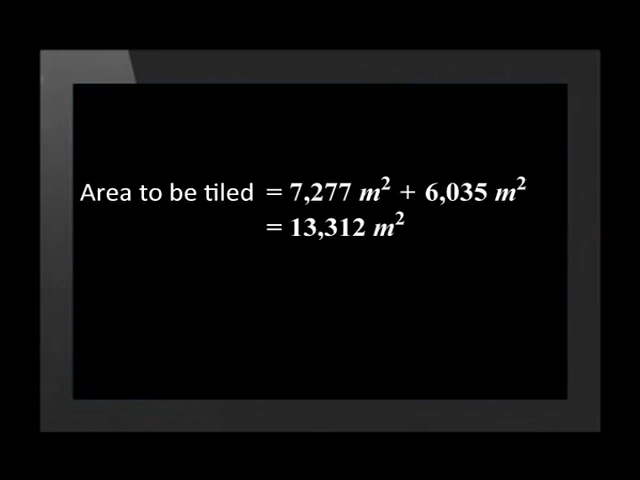 Area to be tiled = 7,277 m² + 6,035 m²
= 13,312 m²